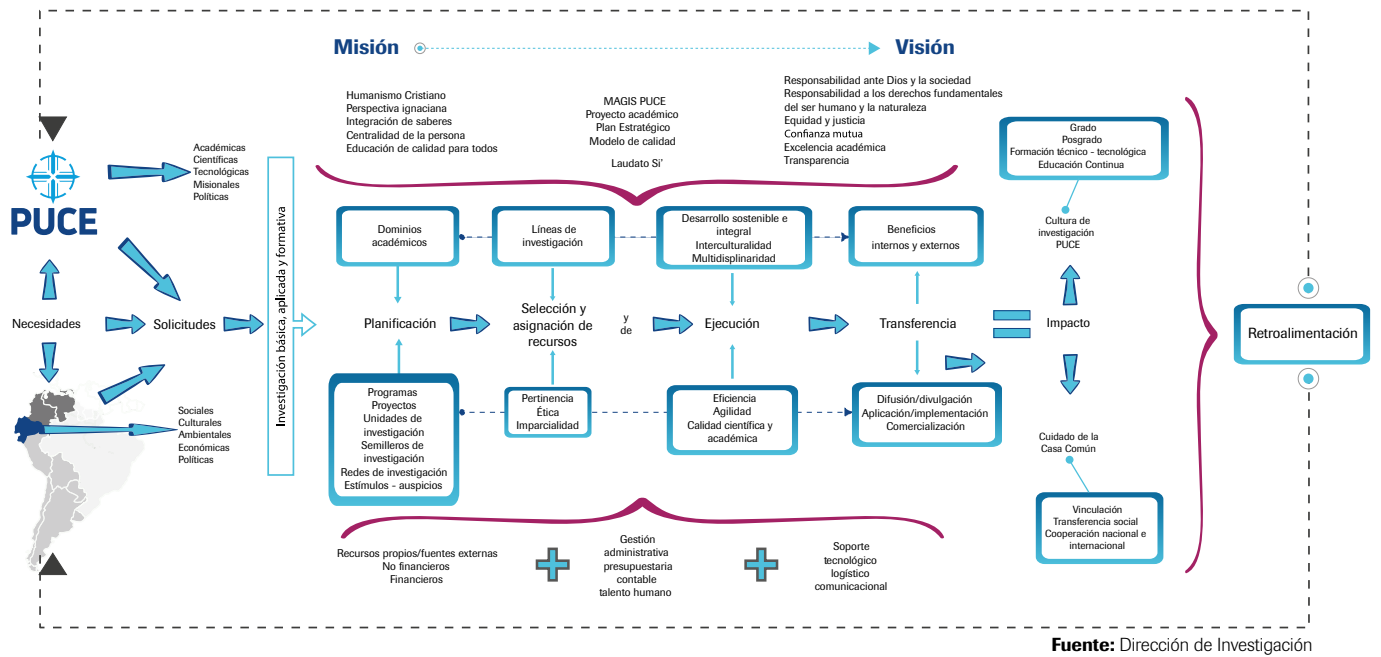 Misión
Visión
Humanismo Cristiano
Perspectiva ignaciana
Integración de saberes
Centralidad de la persona
Educación de calidad para todos
MAGIS PUCE
Proyecto académico
Plan Estratégico
Modelo de calidad
Laudato Si’
Responsabilidad ante Dios y la sociedad
Responsabilidad a los derechos fundamentales
del ser humano y la naturaleza
Equidad y justicia
Confianza mutua
Excelencia académica
Transparencia
PUCE
Académicas
Científicas
Tecnológicas
Misionales
Políticas
Necesidades
Solicitudes
Sociales
Culturales
Ambientales
Económicas
Políticas
Investigación básica, aplicada y formativa
Dominios
académicos
Líneas de
investigación
Desarrollo sostenible e
integral
Interculturalidad
Multidisplinaridad
Beneficios
internos y externos
Planificación
Selección y
asignación de
recursos
y
de
Ejecución
Transferencia
Impacto
Programas
Proyectos
Unidades de
investigación
Semilleros de
investigación
Redes de investigación
Estímulos - auspicios
Pertinencia
Ética
Imparcialidad
Eficiencia
Agilidad
Calidad científica y
académica
Difusión/divulgación
Aplicación/implementación
Comercialización
Grado
Posgrado
Formación técnico - tecnológica
Educación Continua
Cultura de
investigación
PUCE
Cuidado de la
Casa Común
Vinculación
Transferencia social
Cooperación nacional e
internacional
Retroalimentación
Recursos propios/fuentes externas
No financieros
Financieros
Gestión
administrativa
presupuestaria
contable
talento humano
Soporte
tecnológico
logístico
comunicacional
Fuente: Dirección de Investigación